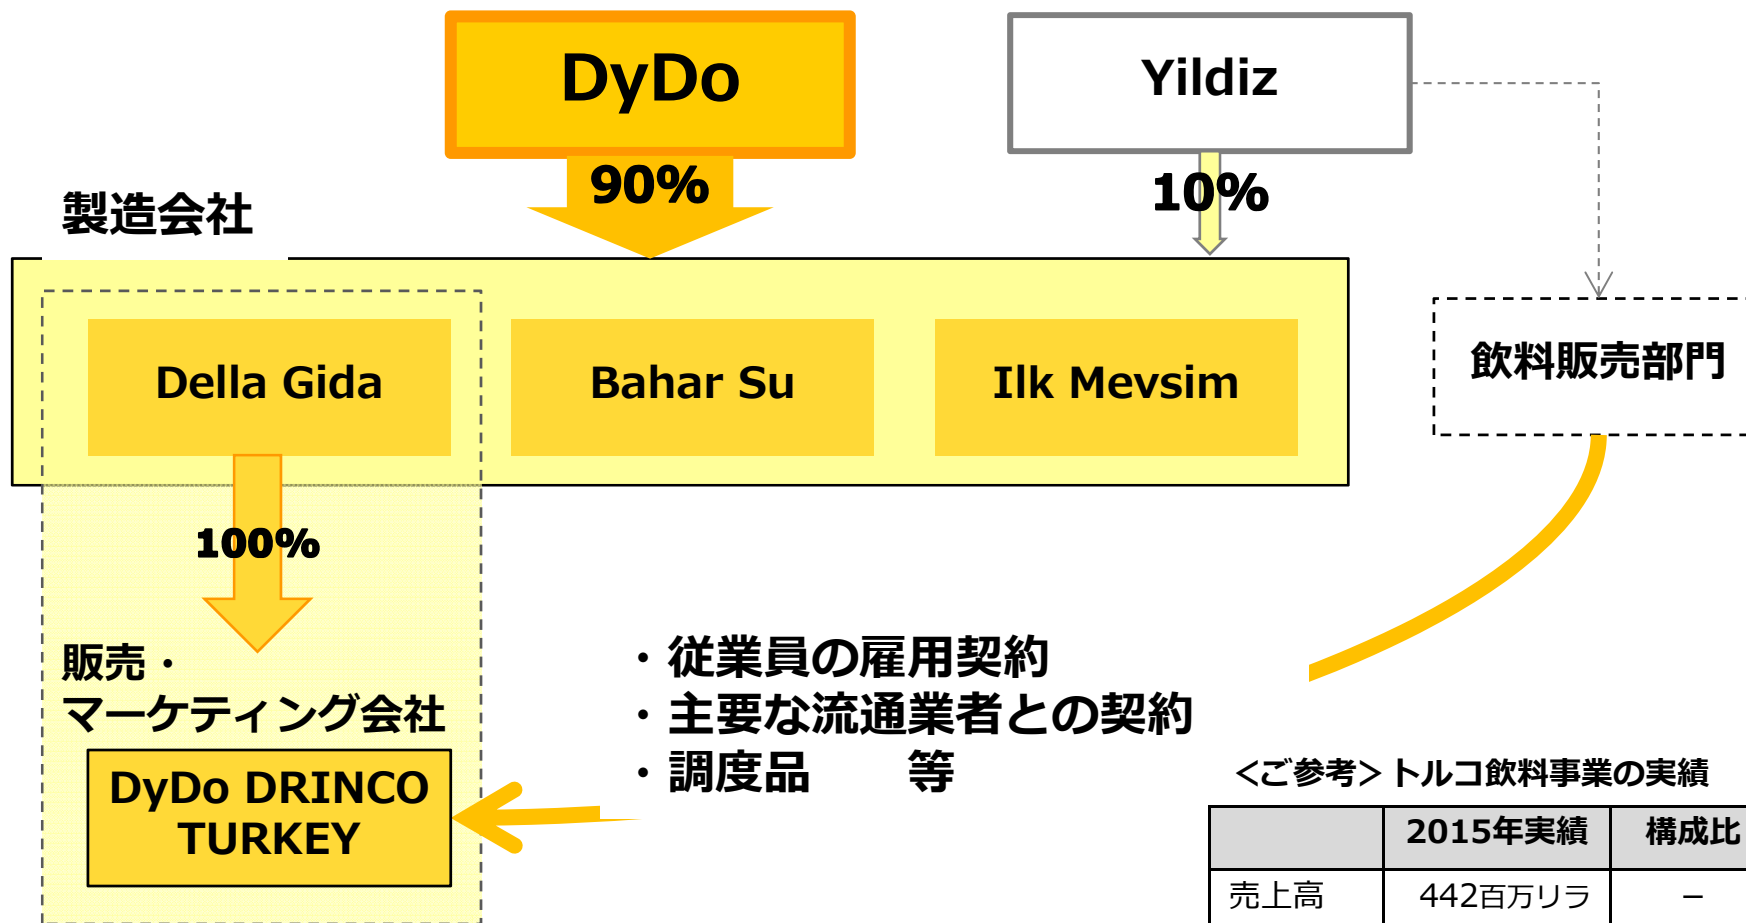 DyDo
Yildiz
90%
10%
製造会社
Della Gida
Bahar Su
Ilk Mevsim
飲料販売部門
100%
販売・
マーケティング会社
DyDo DRINCO
TURKEY
・従業員の雇用契約
・主要な流通業者との契約
・調度品　　等
＜ご参考＞トルコ飲料事業の実績
2015年実績 構成比
売上高 442百万リラ －